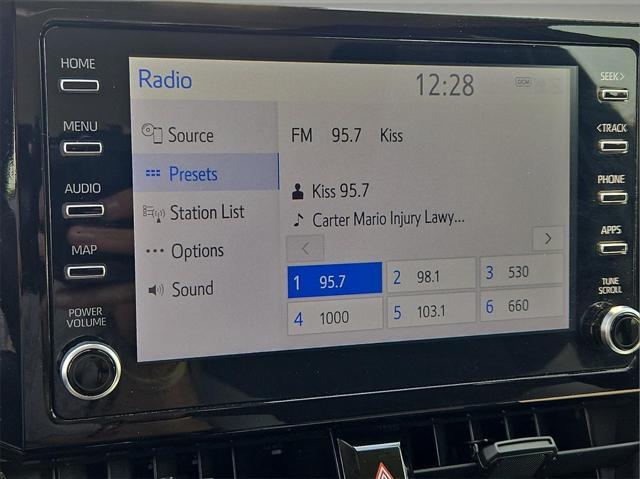 HOME
MENU
AUDIO
MAP
POWER
VOLUME
Radio
12:28
DCM
Source
Presets
Station List
Options
Sound
FM 95.7 Kiss
Kiss 95.7
Carter Mario Injury Lawy...
<
>
1 95.7
2 98.1
3 530
4 1000
5 103.1
6 660
SEEK>
<TRACK
PHONE
APPS
TUNE
SCROLL